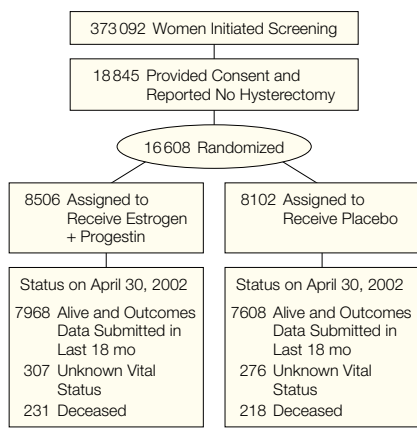 373 092 Women Initiated Screening
18 845 Provided Consent and
Reported No Hysterectomy
16 608 Randomized
8506 Assigned to
Receive Estrogen
+ Progestin
8102 Assigned to
Receive Placebo
Status on April 30, 2002
7968 Alive and Outcomes
Data Submitted in
Last 18 mo
307 Unknown Vital
Status
231 Deceased
Status on April 30, 2002
7608 Alive and Outcomes
Data Submitted in
Last 18 mo
276 Unknown Vital
Status
218 Deceased